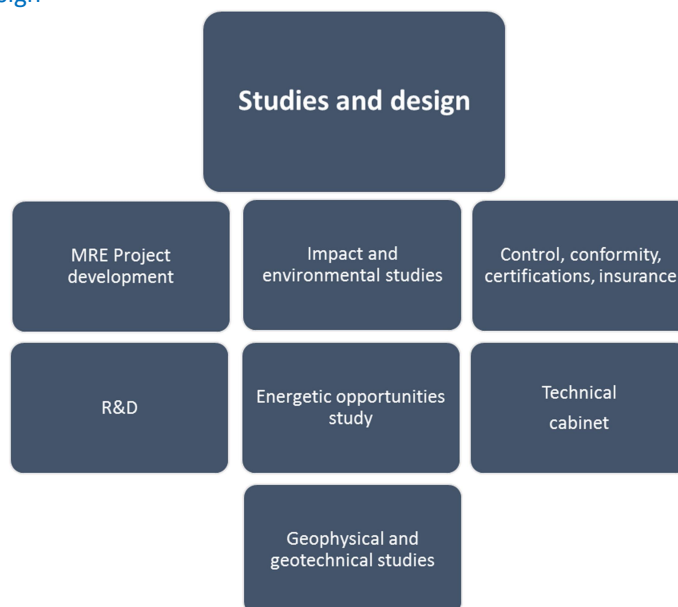 Studies and design
MRE Project
development
Impact and
environmental studies
Control, conformity,
certifications, insurance
R&D
Energetic opportunities
study
Technical
cabinet
Geophysical and
geotechnical studies